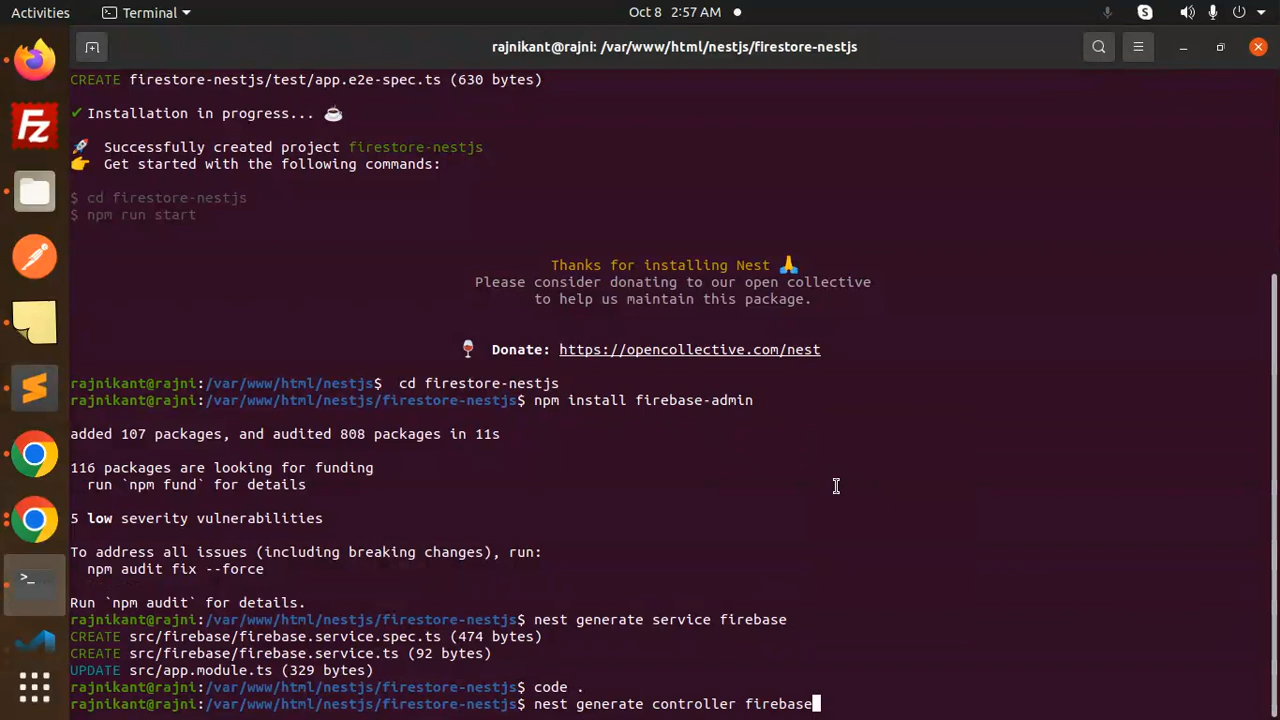 Activities
Terminal
Oct 8 2:57 AM
rajnikant@rajni: /var/www/html/nestjs/firestore-nestjs
CREATE firestore-nestjs/test/app.e2e-spec.ts (630 bytes)
✔ Installation in progress... ☕
🚀 Successfully created project firestore-nestjs
👉 Get started with the following commands:
$ cd firestore-nestjs
$ npm run start
Thanks for installing Nest 🙏
Please consider donating to our open collective
to help us maintain this package.
🍷 Donate: https://opencollective.com/nest
rajnikant@rajni:/var/www/html/nestjs$ cd firestore-nestjs
rajnikant@rajni:/var/www/html/nestjs/firestore-nestjs$ npm install firebase-admin
added 107 packages, and audited 808 packages in 11s
116 packages are looking for funding
run `npm fund` for details
5 low severity vulnerabilities
To address all issues (including breaking changes), run:
npm audit fix --force
Run `npm audit` for details.
rajnikant@rajni:/var/www/html/nestjs/firestore-nestjs$ nest generate service firebase
CREATE src/firebase/firebase.service.spec.ts (474 bytes)
CREATE src/firebase/firebase.service.ts (92 bytes)
UPDATE src/app.module.ts (329 bytes)
rajnikant@rajni:/var/www/html/nestjs/firestore-nestjs$ code .
rajnikant@rajni:/var/www/html/nestjs/firestore-nestjs$ nest generate controller firebase